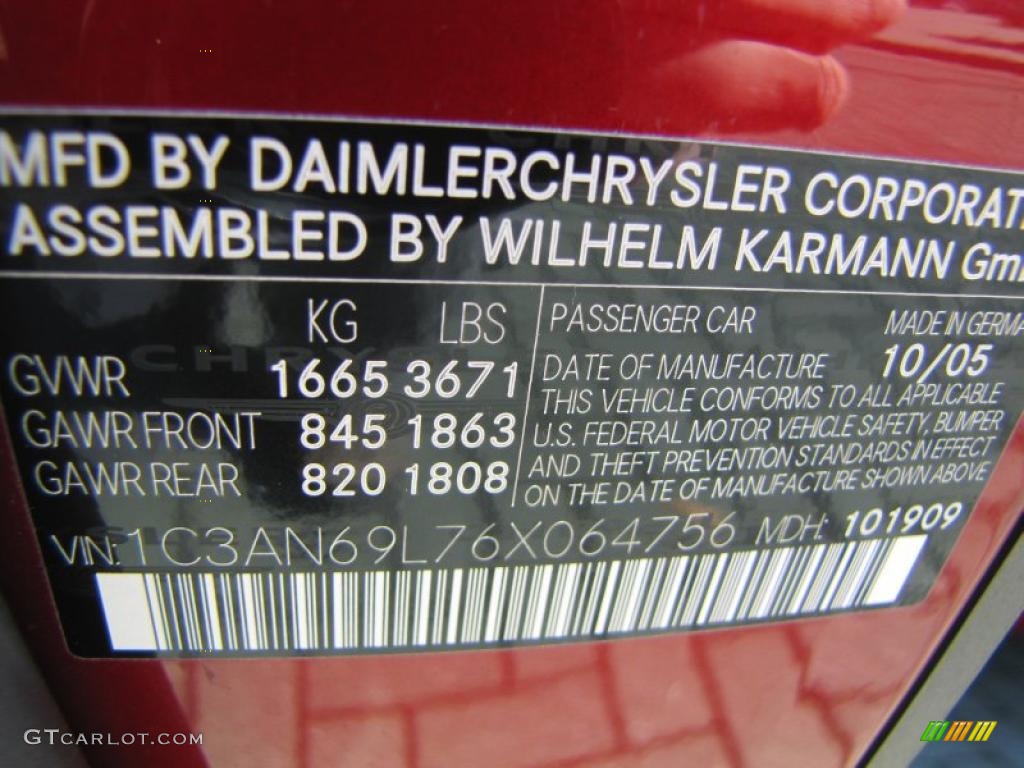 MFD BY DAIMLERCHRYSLER CORPORAT
ASSEMBLED BY WILHELM KARMANN Gm
KG LBS
GVWR 1665 3671
GAWR FRONT 845 1863
GAWR REAR 820 1808
PASSENGER CAR MADE IN GERMA
DATE OF MANUFACTURE 10/05
THIS VEHICLE CONFORMS TO ALL APPLICABLE
U.S. FEDERAL MOTOR VEHICLE SAFETY, BUMPER
AND THEFT PREVENTION STANDARDS IN EFFECT
ON THE DATE OF MANUFACTURE SHOWN ABOVE
VIN: 1C3AN69L76X064756 MDH: 101909
GTCARLOT.COM